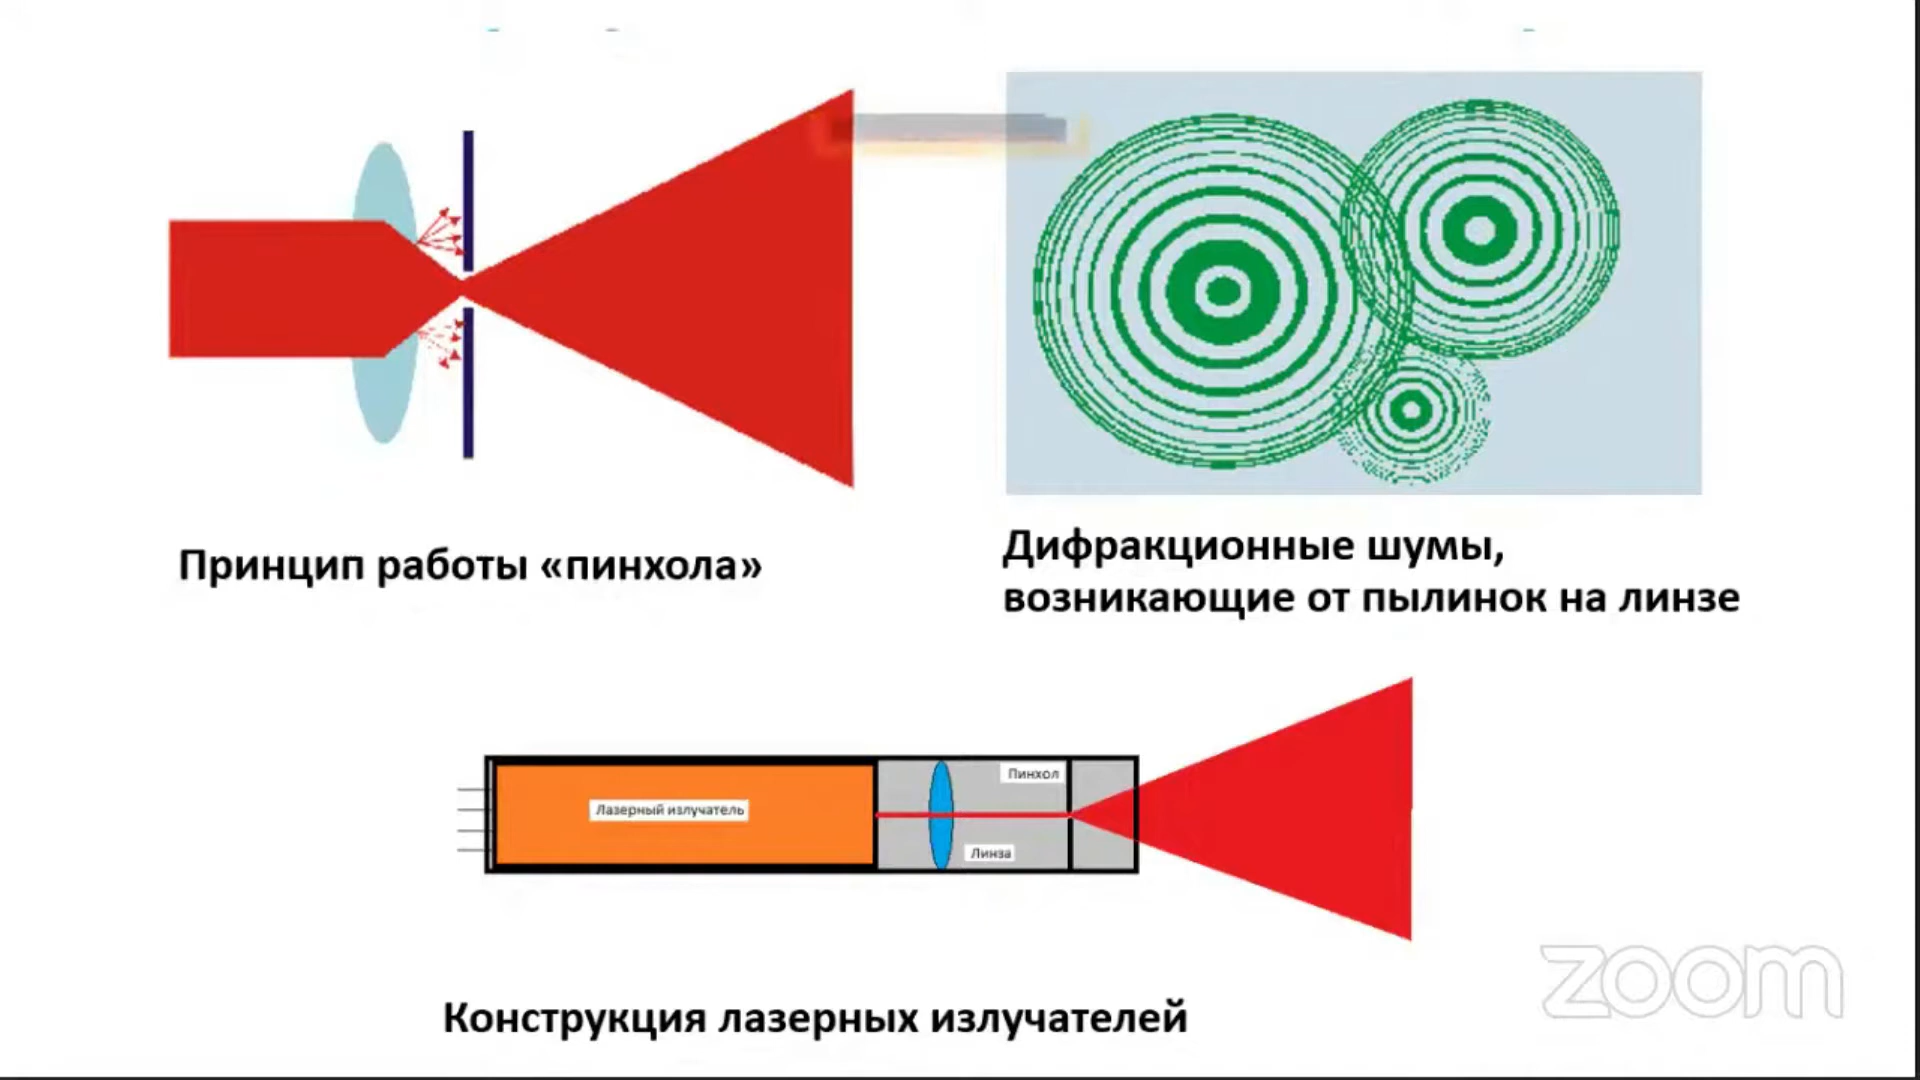 Принцип работы «пинхола»
Дифракционные шумы,
возникающие от пылинок на линзе
Лазерный излучатель
Пинхол
Линза
Конструкция лазерных излучателей
zoom